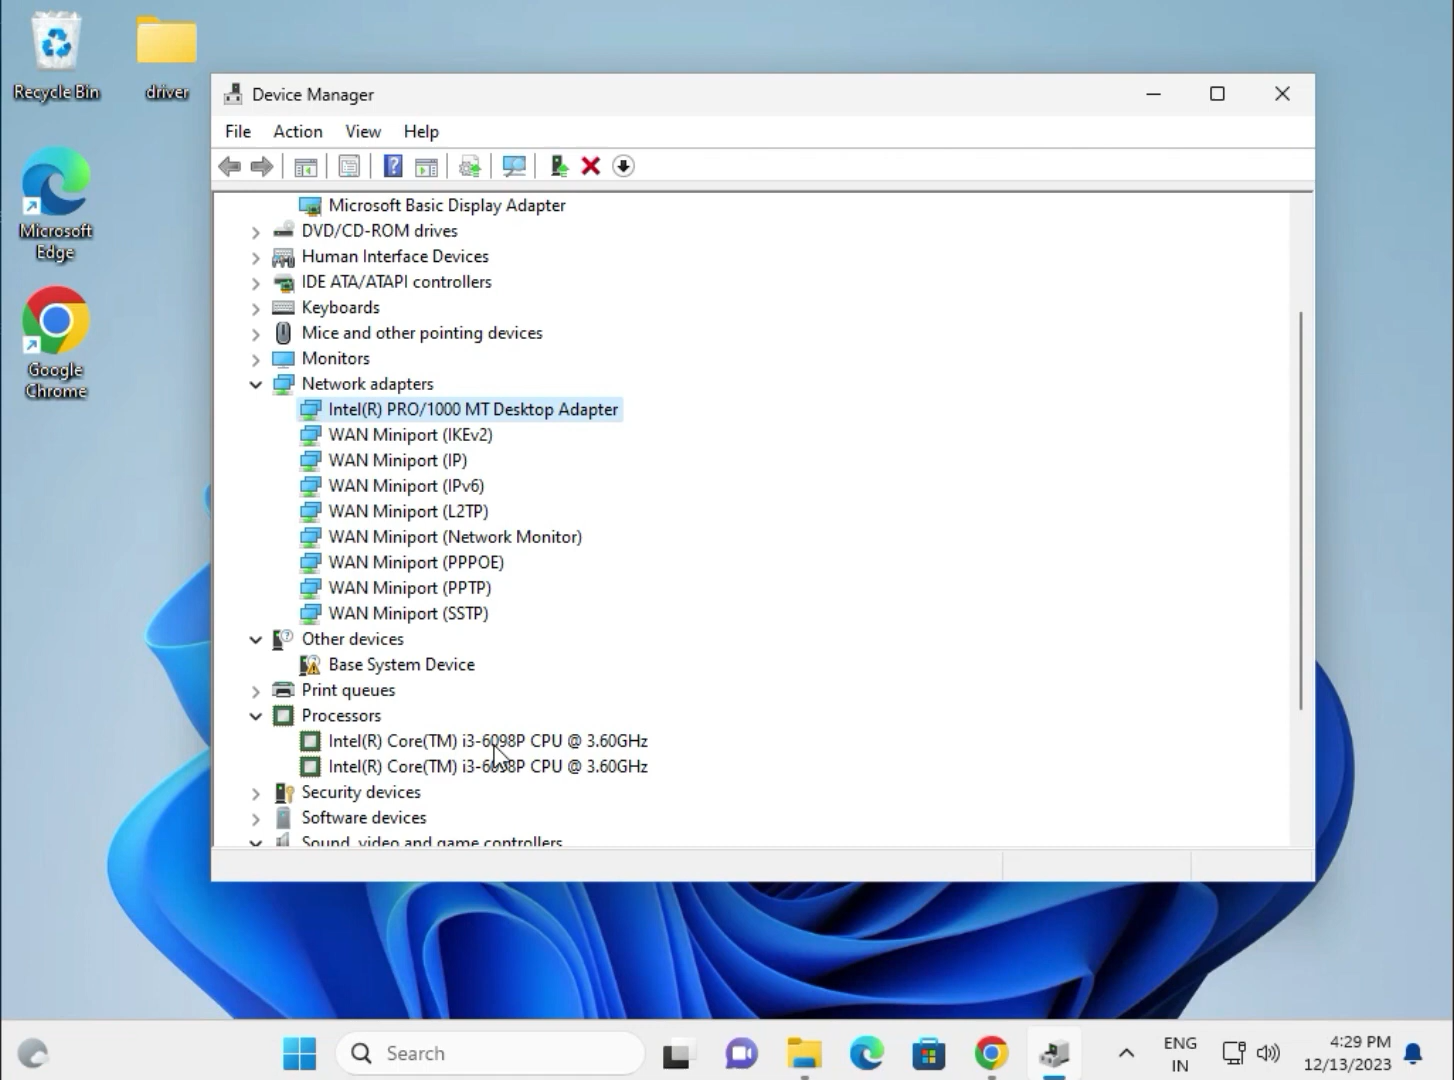 Recycle Bin
driver
Microsoft
Edge
Google
Chrome
Device Manager
File Action View Help
Microsoft Basic Display Adapter
DVD/CD-ROM drives
Human Interface Devices
IDE ATA/ATAPI controllers
Keyboards
Mice and other pointing devices
Monitors
Network adapters
Intel(R) PRO/1000 MT Desktop Adapter
WAN Miniport (IKEv2)
WAN Miniport (IP)
WAN Miniport (IPv6)
WAN Miniport (L2TP)
WAN Miniport (Network Monitor)
WAN Miniport (PPPOE)
WAN Miniport (PPTP)
WAN Miniport (SSTP)
Other devices
Base System Device
Print queues
Processors
Intel(R) Core(TM) i3-6098P CPU @ 3.60GHz
Intel(R) Core(TM) i3-6098P CPU @ 3.60GHz
Security devices
Software devices
Sound, video and game controllers
Search
ENG
IN
4:29 PM
12/13/2023